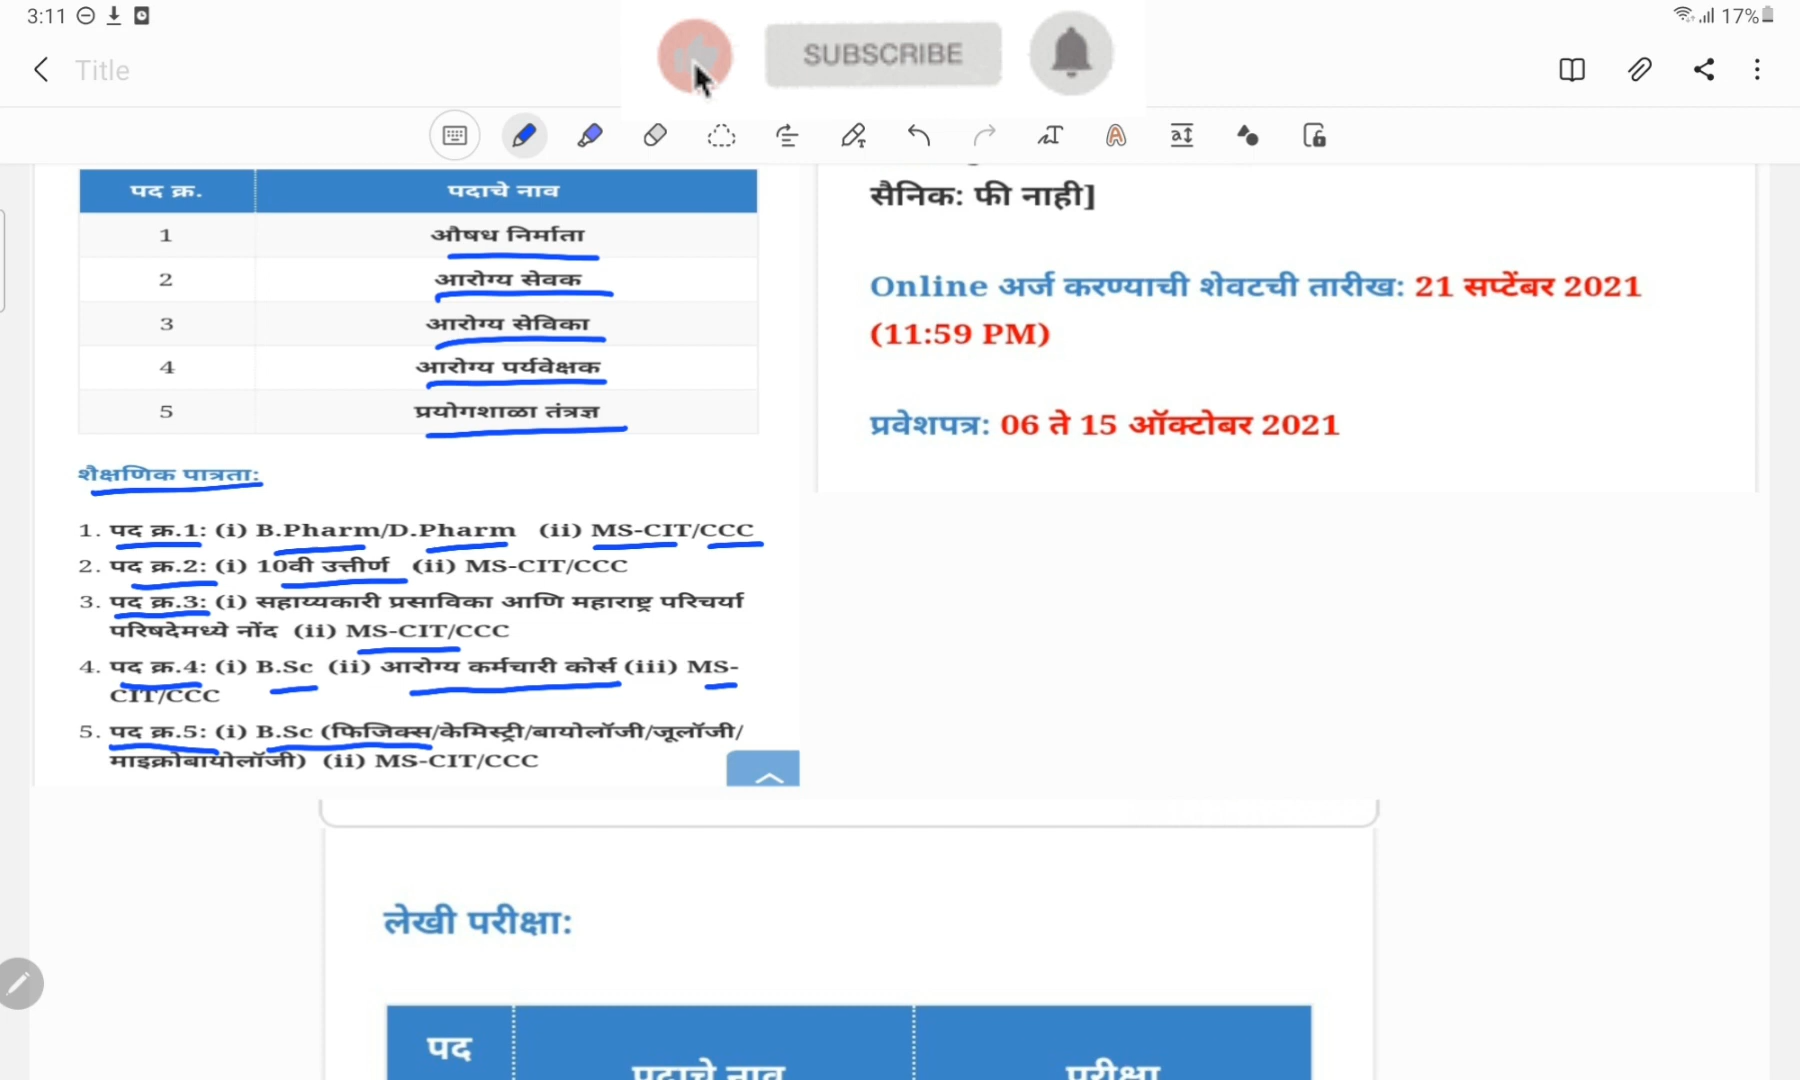 3:11
17%
Title
SUBSCRIBE
पद क्र. पदाचे नाव
1 औषध निर्माता
2 आरोग्य सेवक
3 आरोग्य सेविका
4 आरोग्य पर्यवेक्षक
5 प्रयोगशाळा तंत्रज्ञ
शैक्षणिक पात्रता:
1. पद क्र.1: (i) B.Pharm/D.Pharm (ii) MS-CIT/CCC
2. पद क्र.2: (i) 10वी उत्तीर्ण (ii) MS-CIT/CCC
3. पद क्र.3: (i) सहाय्यकारी प्रसाविका आणि महाराष्ट्र परिचर्या
परिषदेमध्ये नोंद (ii) MS-CIT/CCC
4. पद क्र.4: (i) B.Sc (ii) आरोग्य कर्मचारी कोर्स (iii) MS-
CIT/CCC
5. पद क्र.5: (i) B.Sc (फिजिक्स/केमिस्ट्री/बायोलॉजी/जूलॉजी/
माइक्रोबायोलॉजी) (ii) MS-CIT/CCC
सैनिक: फी नाही]
Online अर्ज करण्याची शेवटची तारीख: 21 सप्टेंबर 2021
(11:59 PM)
प्रवेशपत्र: 06 ते 15 ऑक्टोबर 2021
लेखी परीक्षा:
पद पदाचे नाव परीक्षा